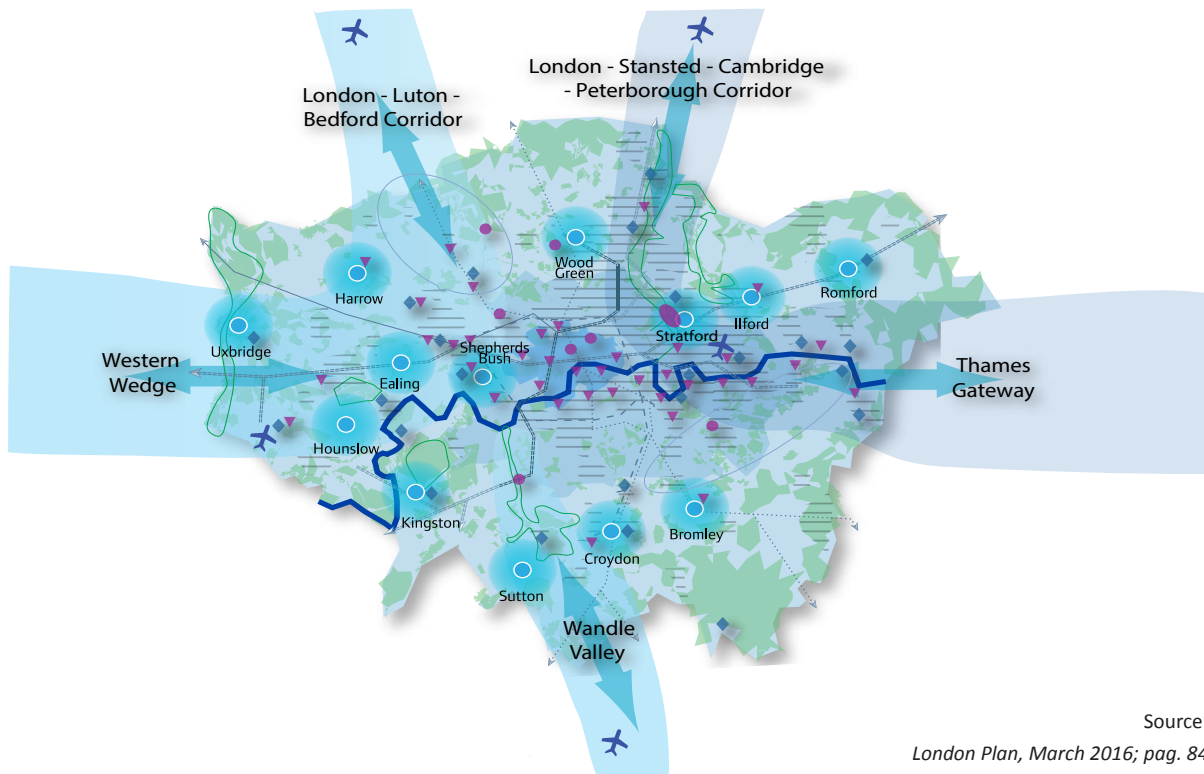 London - Stansted - Cambridge
- Peterborough Corridor
London - Luton -
Bedford Corridor
Wood
Green
Harrow
Romford
Ilford
Uxbridge
Stratford
Shepherds
Bush
Western
Wedge
Ealing
Thames
Gateway
Hounslow
Kingston
Bromley
Croydon
Sutton
Wandle
Valley
Source
London Plan, March 2016; pag. 84